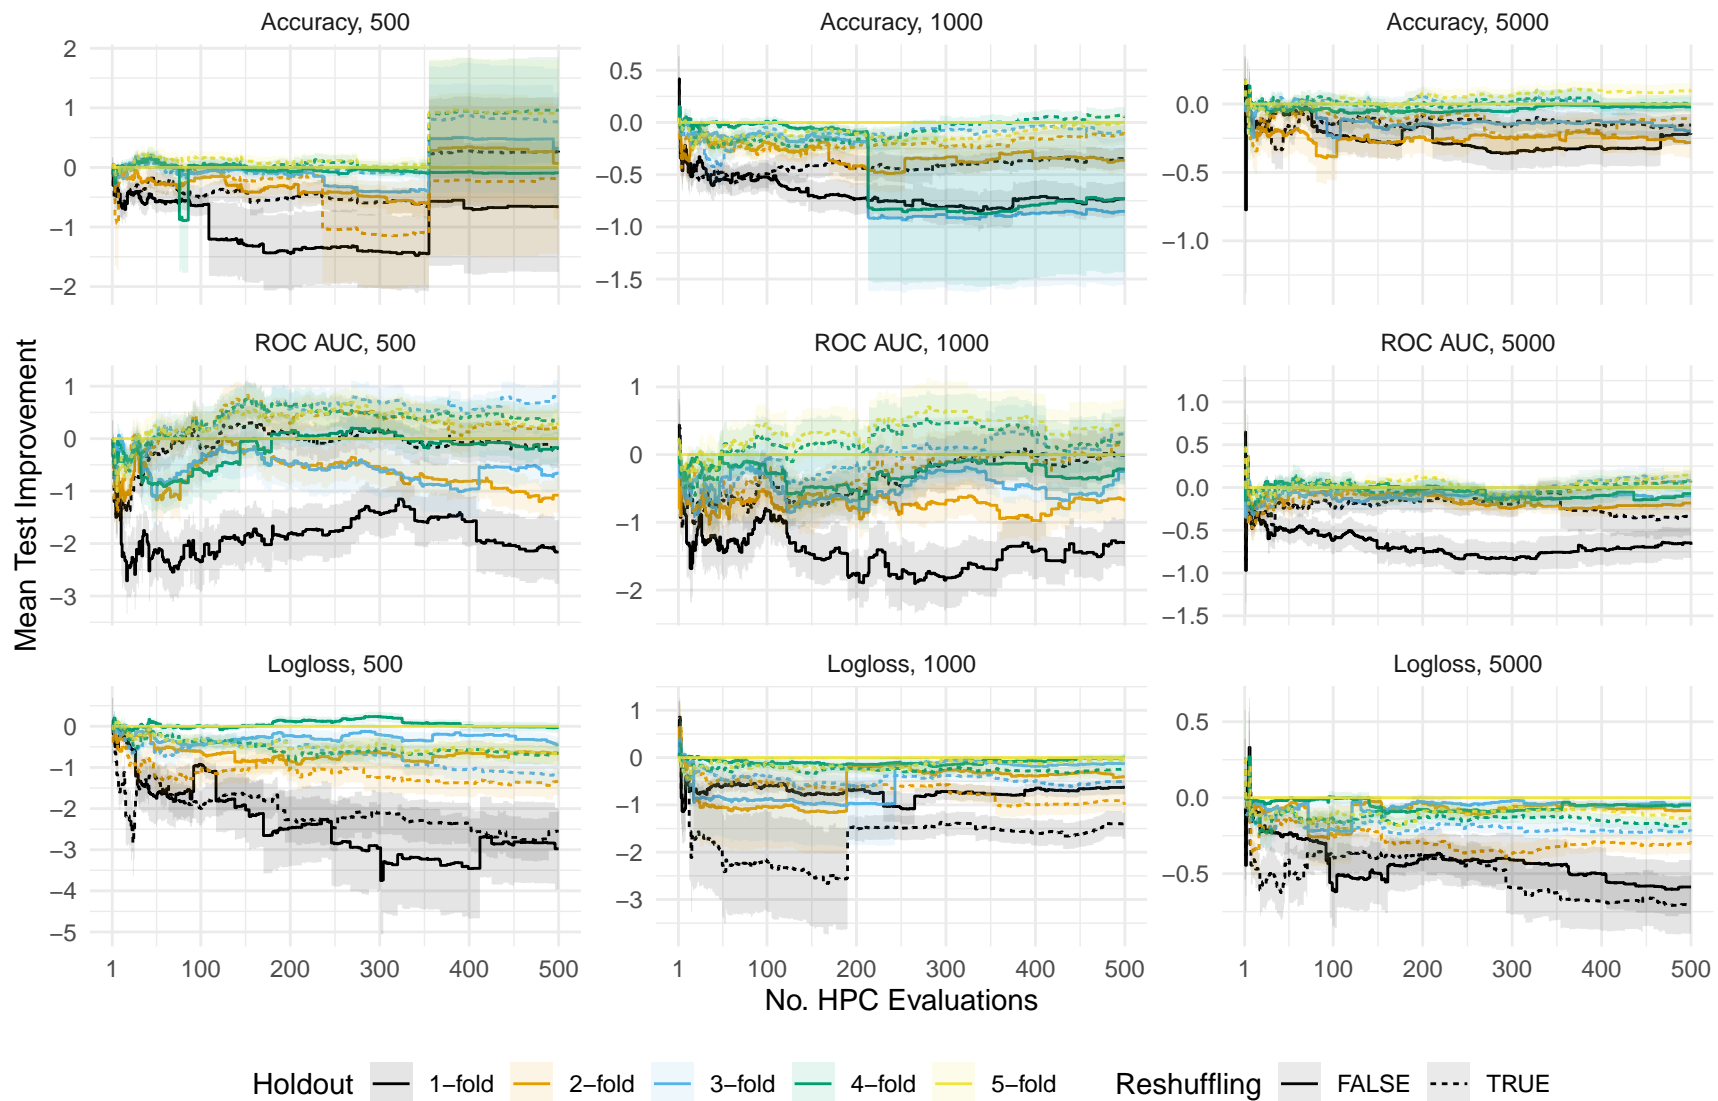 Accuracy, 500
Accuracy, 1000
Accuracy, 5000
2
1
0
−1
−2
0.5
0.0
−0.5
−1.0
−1.5
0.0
−0.5
−1.0
ROC AUC, 500
ROC AUC, 1000
ROC AUC, 5000
1
0
−1
−2
−3
1
0
−1
−2
1.0
0.5
0.0
−0.5
−1.0
−1.5
Mean Test Improvement
Logloss, 500
Logloss, 1000
Logloss, 5000
0
−1
−2
−3
−4
−5
1
0
−1
−2
−3
0.5
0.0
−0.5
1 100 200 300 400 500
1 100 200 300 400 500
1 100 200 300 400 500
No. HPC Evaluations
Holdout 1−fold 2−fold 3−fold 4−fold 5−fold Reshuffling FALSE TRUE